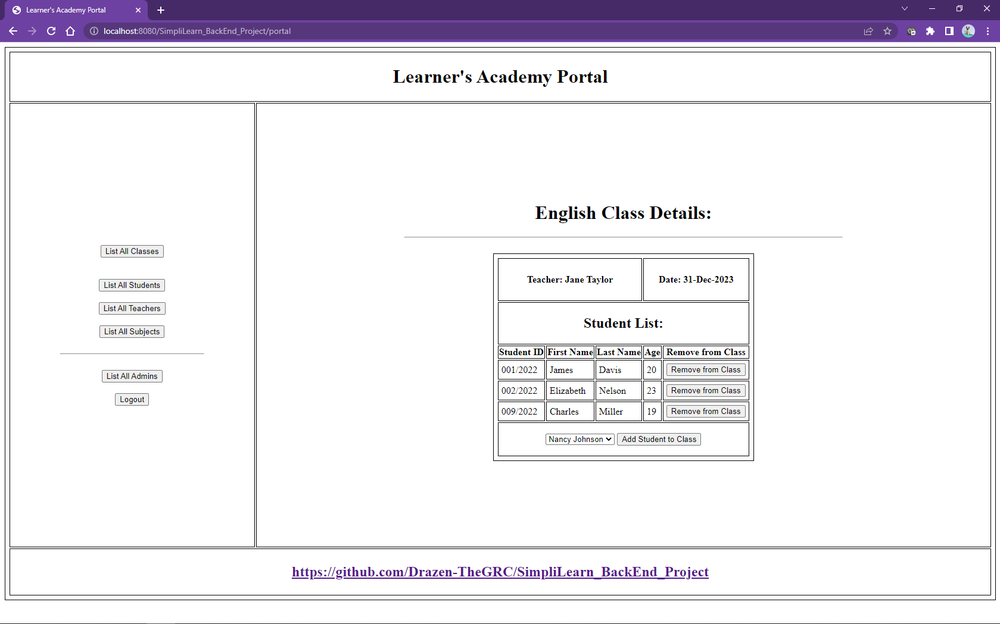 Learner's Academy Portal
localhost:8080/SimpliLearn_BackEnd_Project/portal
Learner's Academy Portal
List All Classes
List All Students
List All Teachers
List All Subjects
List All Admins
Logout
English Class Details:
Teacher: Jane Taylor Date: 31-Dec-2023
Student List:
Student ID First Name Last Name Age Remove from Class
001/2022 James Davis 20 Remove from Class
002/2022 Elizabeth Nelson 23 Remove from Class
009/2022 Charles Miller 19 Remove from Class
Nancy Johnson Add Student to Class
https://github.com/Drazen-TheGRC/SimpliLearn_BackEnd_Project